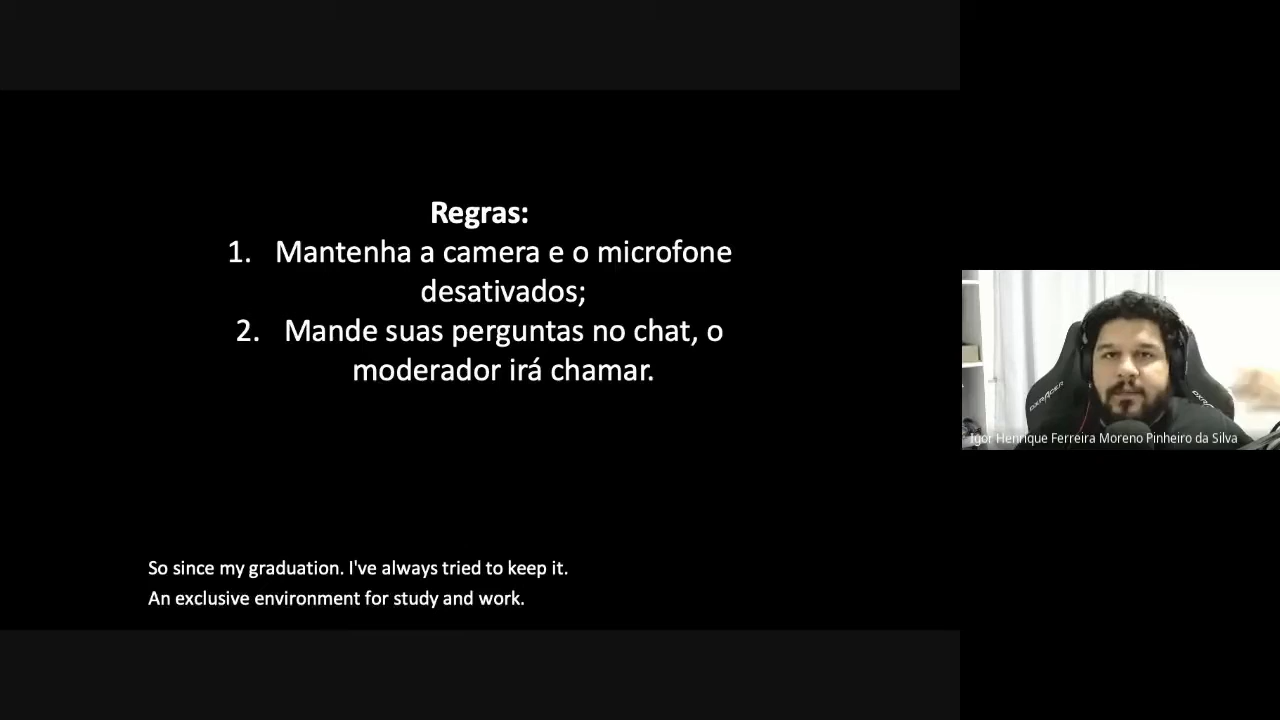 Regras:
1. Mantenha a camera e o microfone
desativados;
2. Mande suas perguntas no chat, o
moderador irá chamar.
DXRACER
Igor Henrique Ferreira Moreno Pinheiro da Silva
So since my graduation. I've always tried to keep it.
An exclusive environment for study and work.